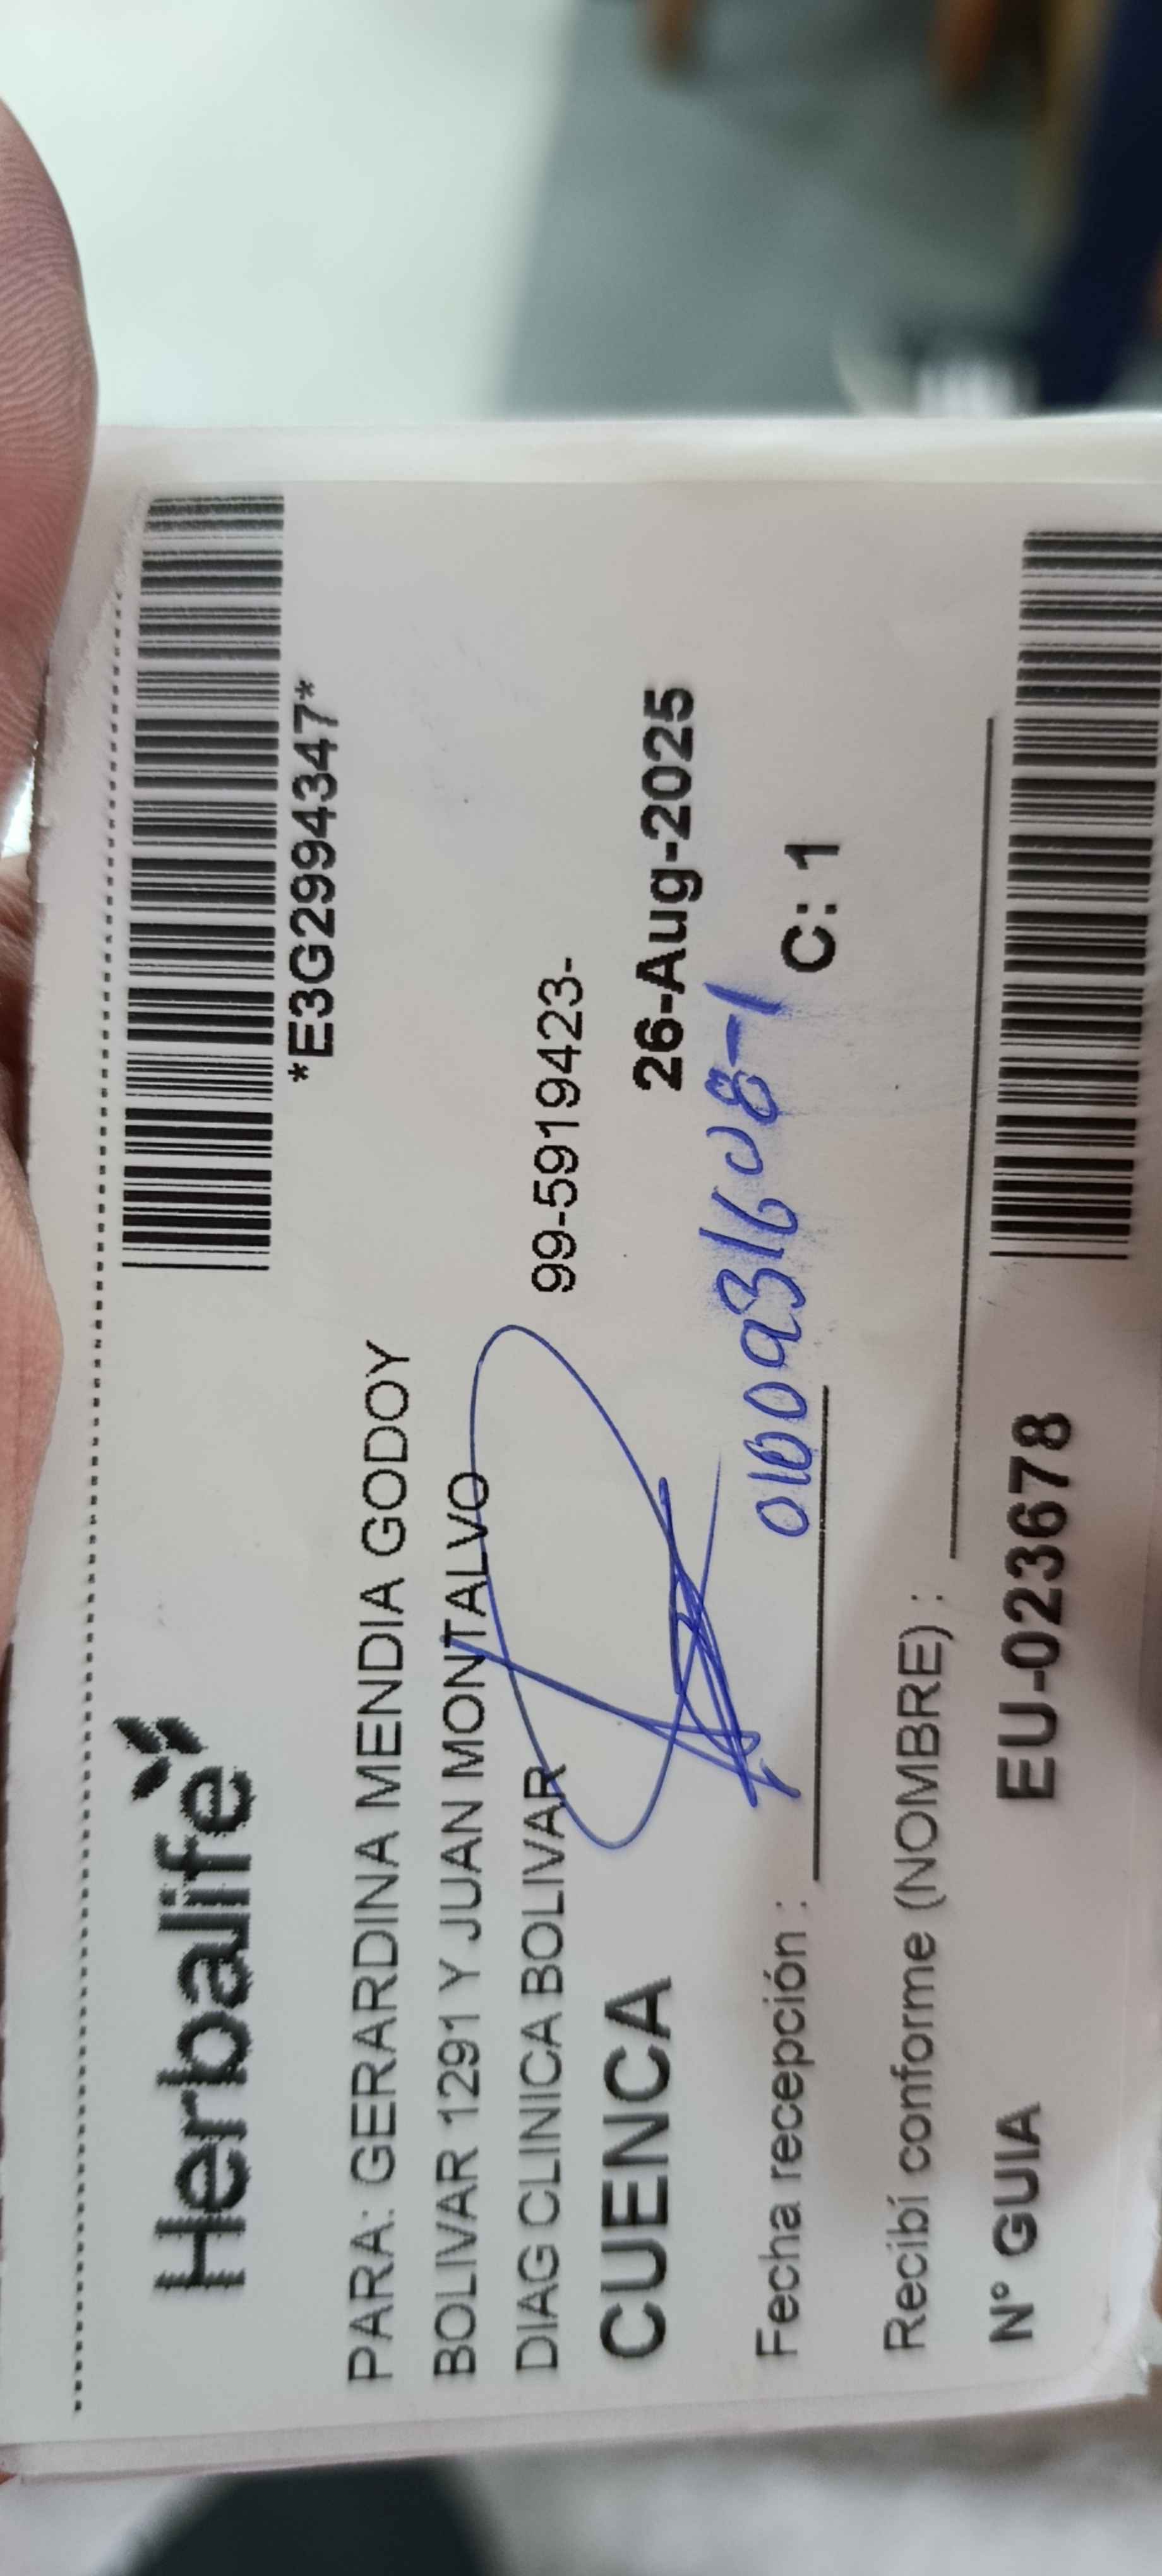 Herbalife
*E3G2994347*
PARA: GERARDINA MENDIA GODOY
BOLIVAR 1291 Y JUAN MONTALVO
DIAG CLINICA BOLIVAR 99-5919423-
CUENCA 26-Aug-2025
0100931608-1
Fecha recepción : C: 1
Recibí conforme (NOMBRE) :
N° GUIA EU-023678